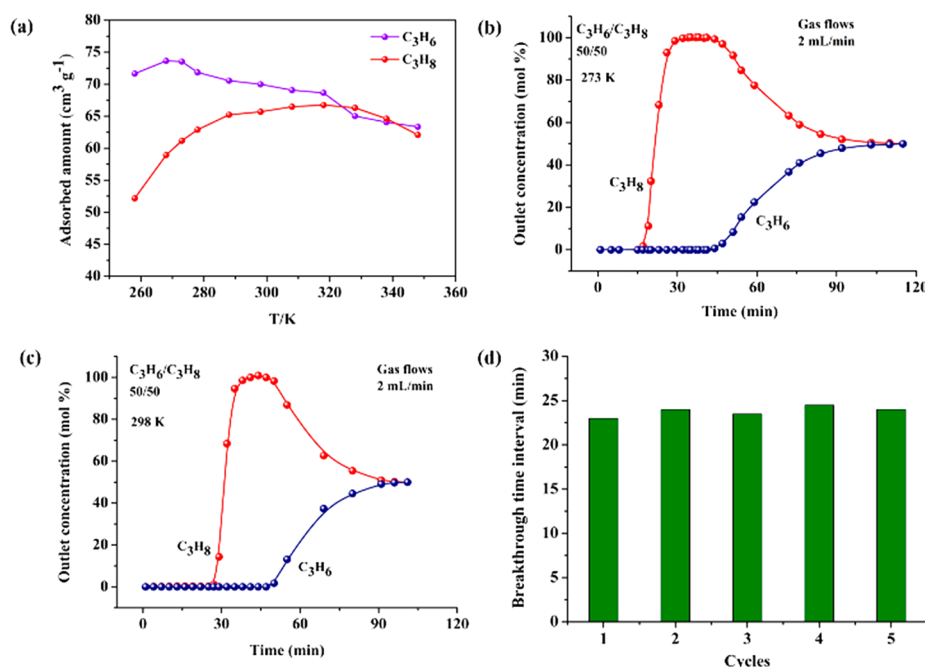 (a)
Adsorbed amount (cm³ g⁻¹)
85
80
75
70
65
60
55
50
45
40
C₃H₆
C₃H₈
260 280 300 320 340 360
T/K
(b)
Outlet concentration (mol %)
100
80
60
40
20
0
C₃H₆/C₃H₈
50/50
273 K
Gas flows
2 mL/min
C₃H₈
C₃H₆
0 30 60 90 120
Time (min)
(c)
Outlet concentration (mol %)
100
80
60
40
20
0
C₃H₆/C₃H₈
50/50
298 K
Gas flows
2 mL/min
C₃H₈
C₃H₆
0 30 60 90 120
Time (min)
(d)
Breakthrough time interval (min)
30
25
20
15
10
5
0
1 2 3 4 5
Cycles